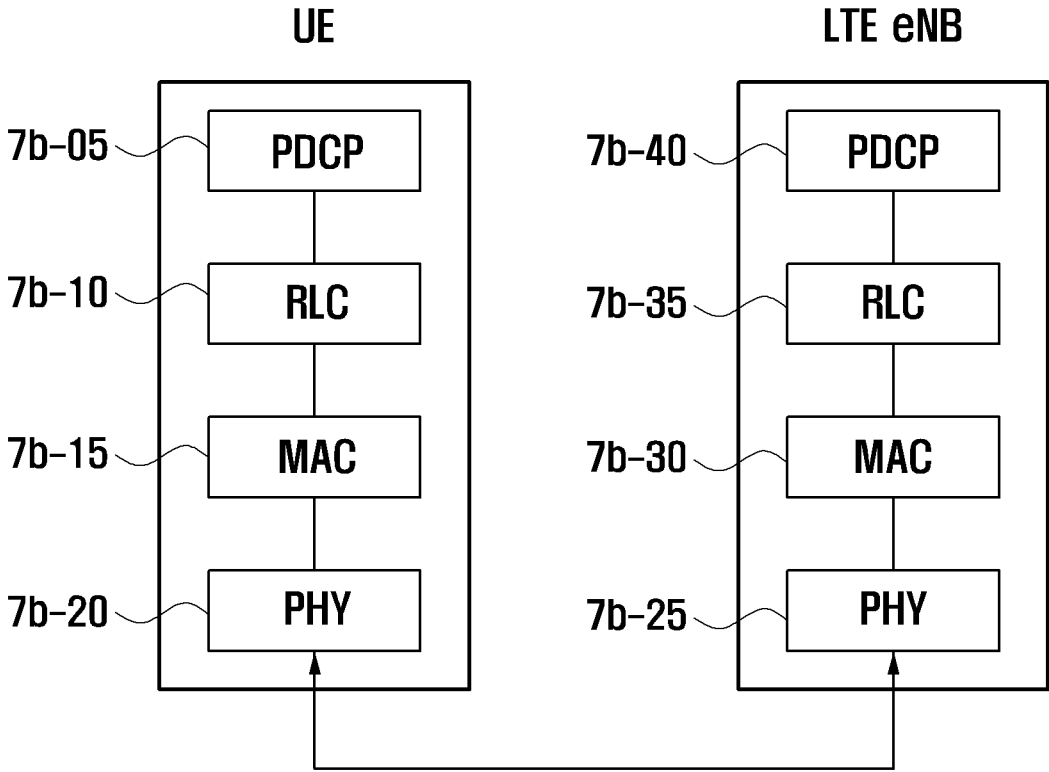 UE LTE eNB
7b-05 PDCP 7b-40 PDCP
7b-10 RLC 7b-35 RLC
7b-15 MAC 7b-30 MAC
7b-20 PHY 7b-25 PHY